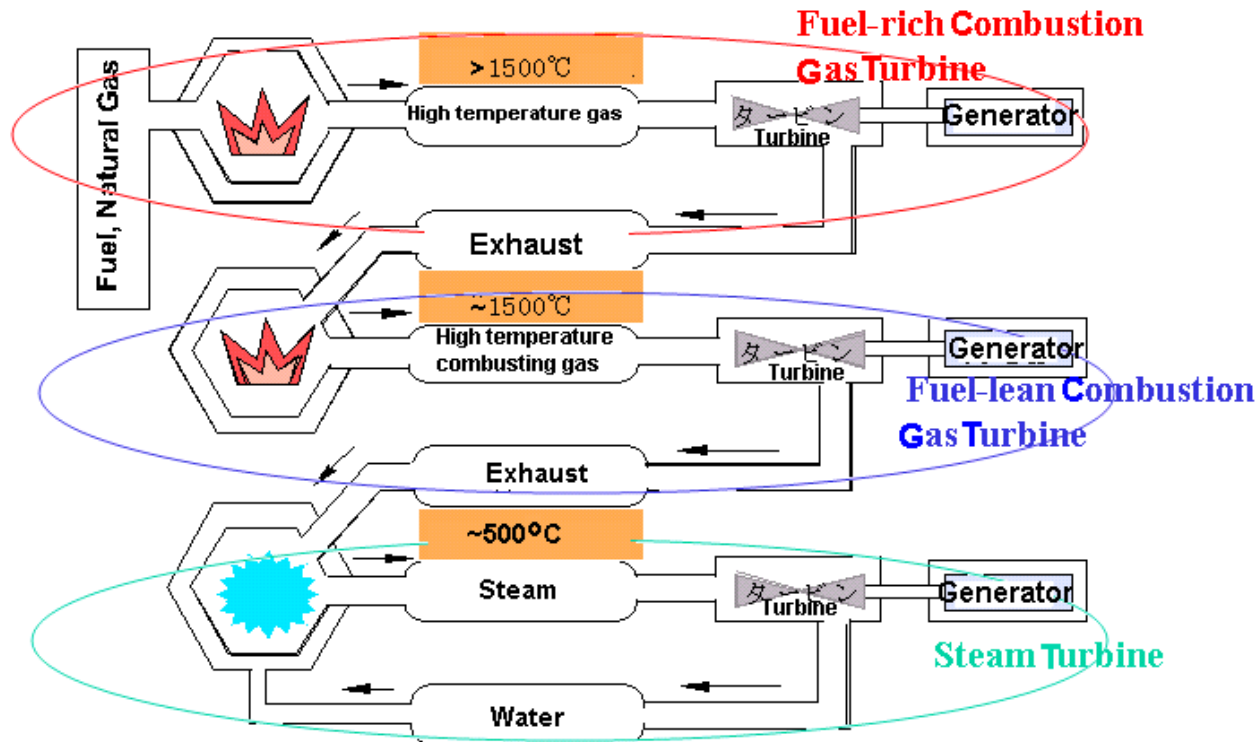 Fuel-rich Combustion
Gas Turbine
Fuel, Natural Gas
>1500℃
High temperature gas
タービン
Turbine
Generator
Exhaust
~1500℃
High temperature
combusting gas
タービン
Turbine
Generator
Fuel-lean Combustion
Gas Turbine
Exhaust
~500°C
Steam
タービン
Turbine
Generator
Steam Turbine
Water